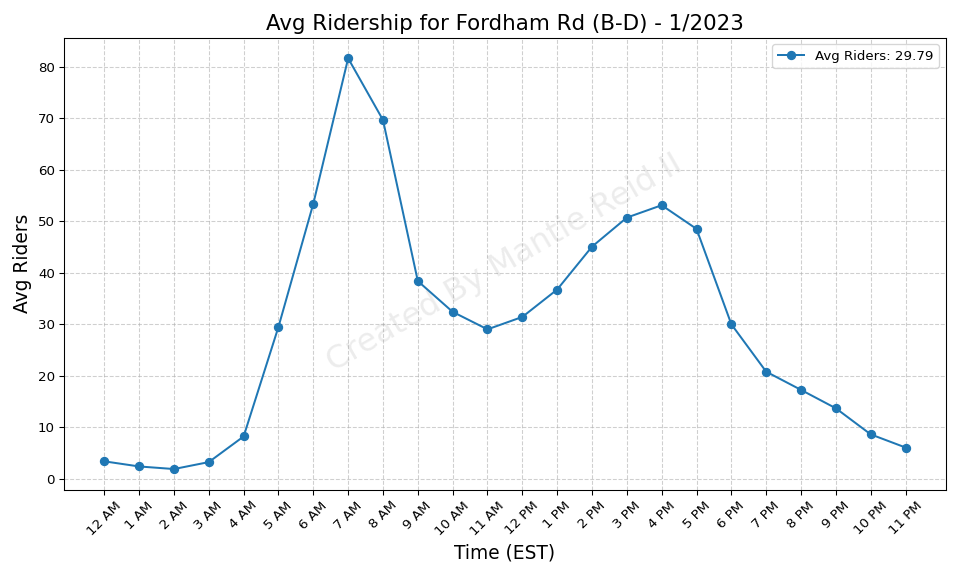 Avg Ridership for Fordham Rd (B-D) - 1/2023
Avg Riders: 29.79
Avg Riders
80
70
60
50
40
30
20
10
0
Created By Mantle Reid II
12 AM
1 AM
2 AM
3 AM
4 AM
5 AM
6 AM
7 AM
8 AM
9 AM
10 AM
11 AM
12 PM
1 PM
2 PM
3 PM
4 PM
5 PM
6 PM
7 PM
8 PM
9 PM
10 PM
11 PM
Time (EST)